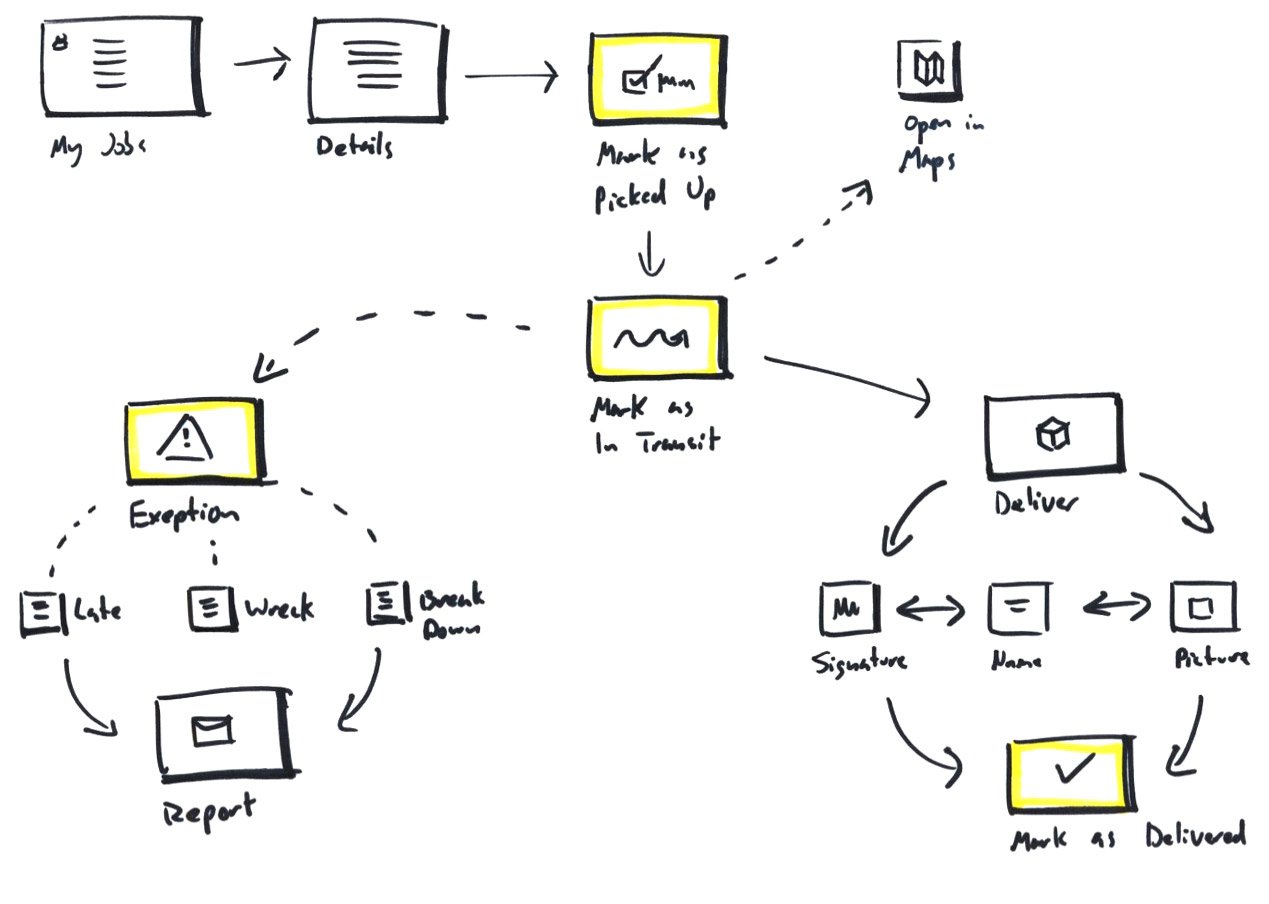 My Jobs
Details
Mark as
Picked Up
Open in
Maps
Mark as
In Transit
Exeption
Deliver
Late
Wreck
Break
Down
Signature
Name
Picture
Report
Mark as Delivered